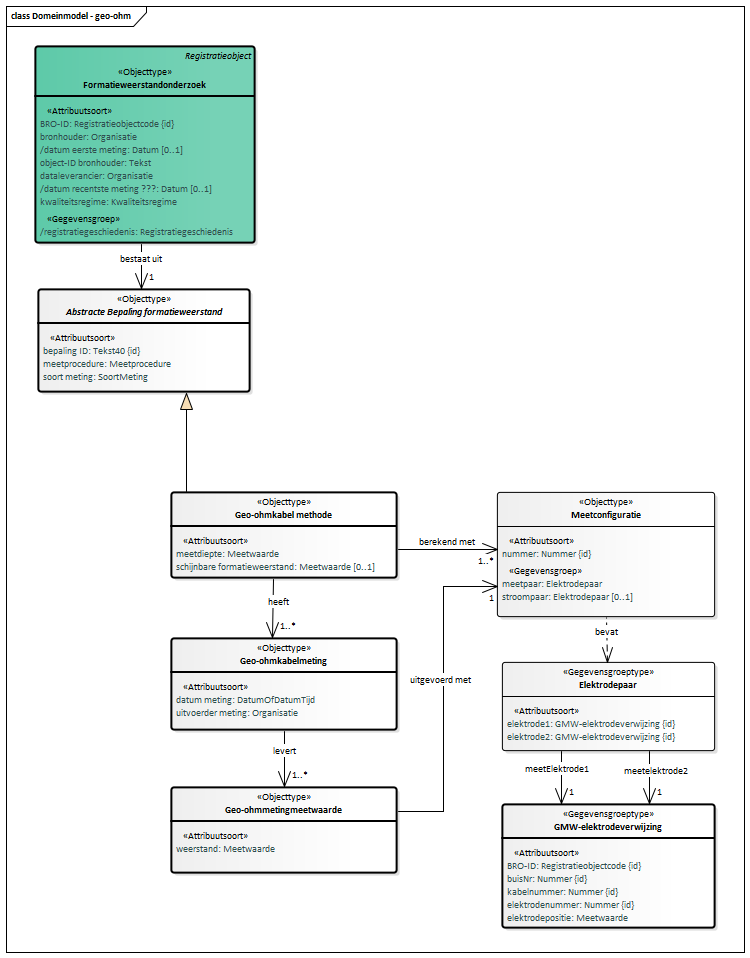 class Domeinmodel - geo-ohm
Registratieobject
«Objecttype»
Formatieweerstandonderzoek
«Attribuutsoort»
BRO-ID: Registratieobjectcode {id}
bronhouder: Organisatie
/datum eerste meting: Datum [0..1]
object-ID bronhouder: Tekst
dataleverancier: Organisatie
/datum recentste meting ???: Datum [0..1]
kwaliteitsregime: Kwaliteitsregime
«Gegevensgroep»
/registratiegeschiedenis: Registratiegeschiedenis
bestaat uit
1
«Objecttype»
Abstracte Bepaling formatieweerstand
«Attribuutsoort»
bepaling ID: Tekst40 {id}
meetprocedure: Meetprocedure
soort meting: SoortMeting
«Objecttype»
Geo-ohmkabel methode
«Attribuutsoort»
meetdiepte: Meetwaarde
schijnbare formatieweerstand: Meetwaarde [0..1]
berekend met
1..*
«Objecttype»
Meetconfiguratie
«Attribuutsoort»
nummer: Nummer {id}
«Gegevensgroep»
meetpaar: Elektrodepaar
stroompaar: Elektrodepaar [0..1]
1
heeft
1..*
bevat
«Objecttype»
Geo-ohmkabelmeting
«Attribuutsoort»
datum meting: DatumOfDatumTijd
uitvoerder meting: Organisatie
uitgevoerd met
«Gegevensgroeptype»
Elektrodepaar
«Attribuutsoort»
elektrode1: GMW-elektrodeverwijzing {id}
elektrode2: GMW-elektrodeverwijzing {id}
levert
1..*
meetElektrode1
1
meetelektrode2
1
«Objecttype»
Geo-ohmmetingmeetwaarde
«Attribuutsoort»
weerstand: Meetwaarde
«Gegevensgroeptype»
GMW-elektrodeverwijzing
«Attribuutsoort»
BRO-ID: Registratieobjectcode {id}
buisNr: Nummer {id}
kabelnummer: Nummer {id}
elektrodenummer: Nummer {id}
elektrodepositie: Meetwaarde